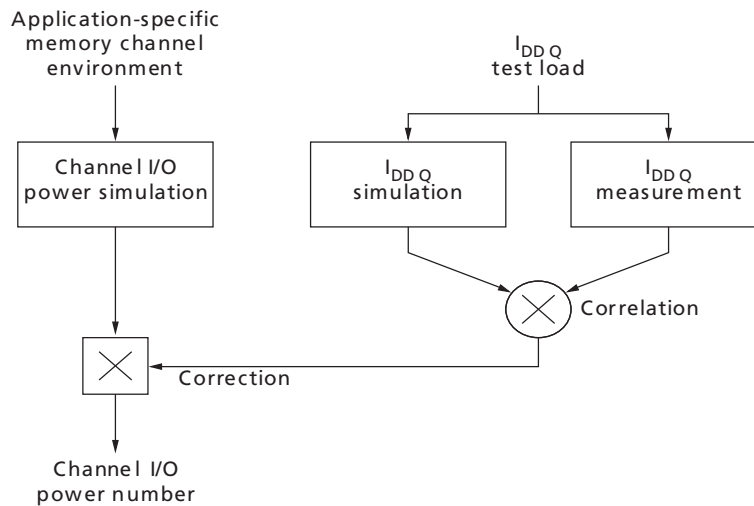 Application-specific
memory channel
environment
IDD Q
test load
Channel I/O
power simulation
IDD Q
simulation
IDD Q
measurement
Correlation
Correction
Channel I/O
power number